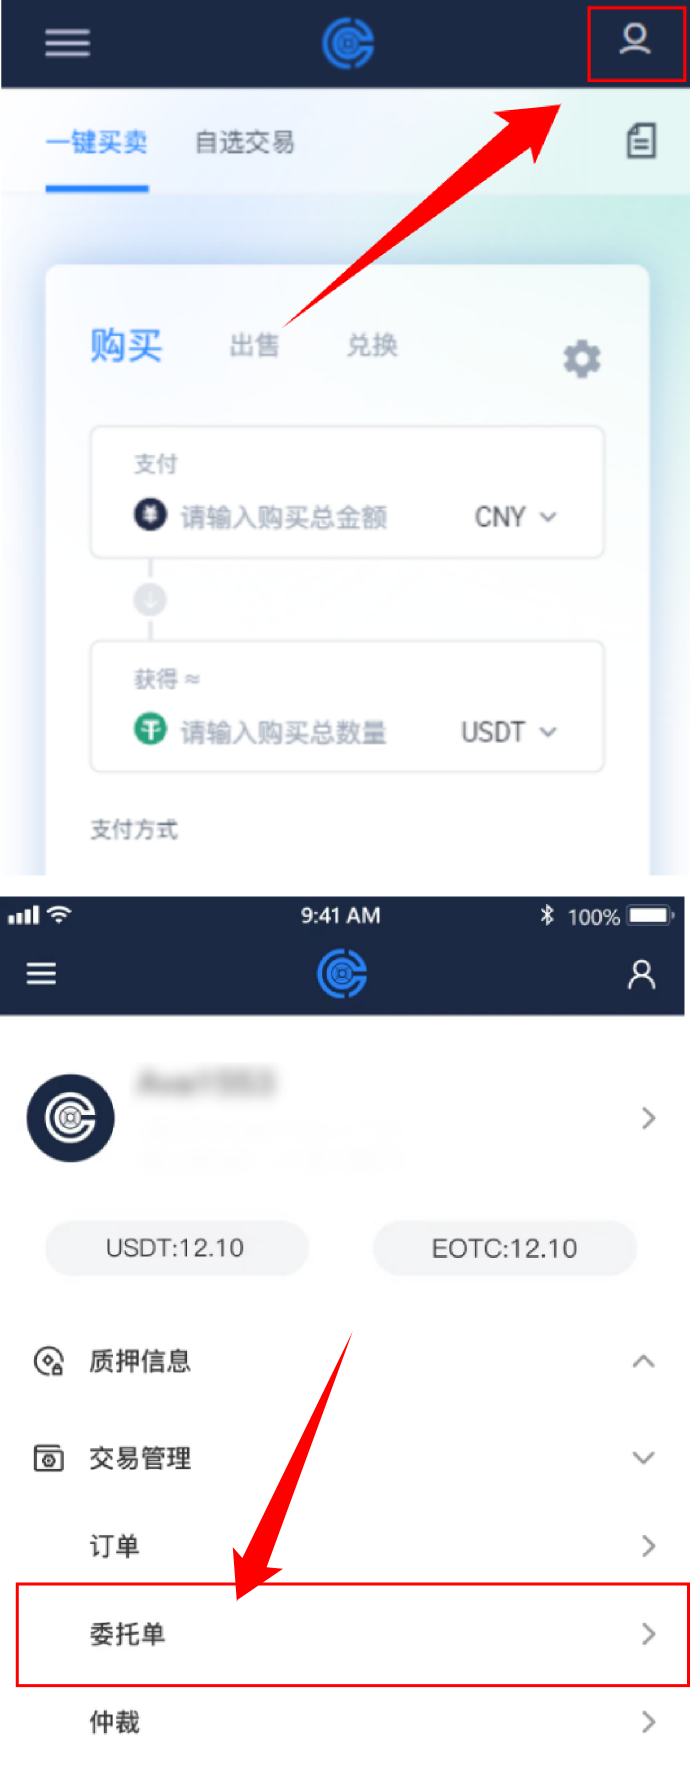 一键买卖 自选交易
购买 出售 兑换
支付
请输入购买总金额 CNY
获得 ≈
请输入购买总数量 USDT
支付方式
9:41 AM 100%
USDT:12.10 EOTC:12.10
质押信息
交易管理
订单
委托单
仲裁